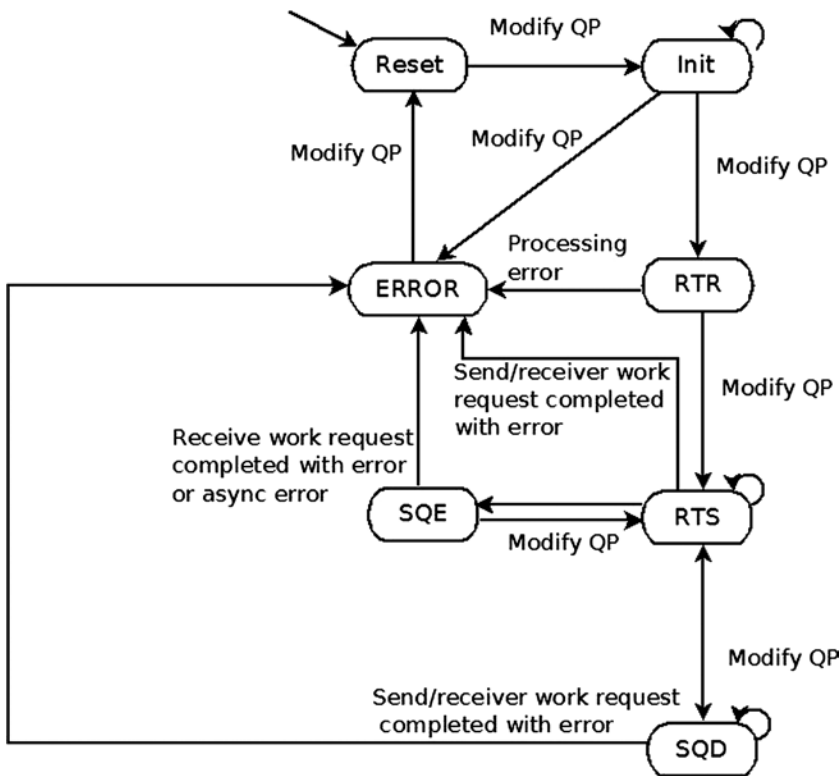 Modify QP
Reset
Init
Modify QP
Modify QP
Modify QP
Processing
error
ERROR
RTR
Send/receiver work
request completed
with error
Modify QP
Receive work request
completed with error
or async error
SQE
RTS
Modify QP
Modify QP
Send/receiver work request
completed with error
SQD